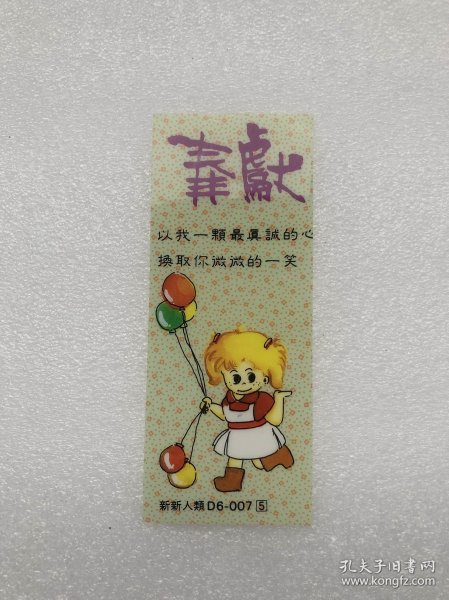 奉獻
以我一顆最真誠的心
換取你微微的一笑
新新人類D6-007 5
孔夫子旧书网
www.kongfz.com